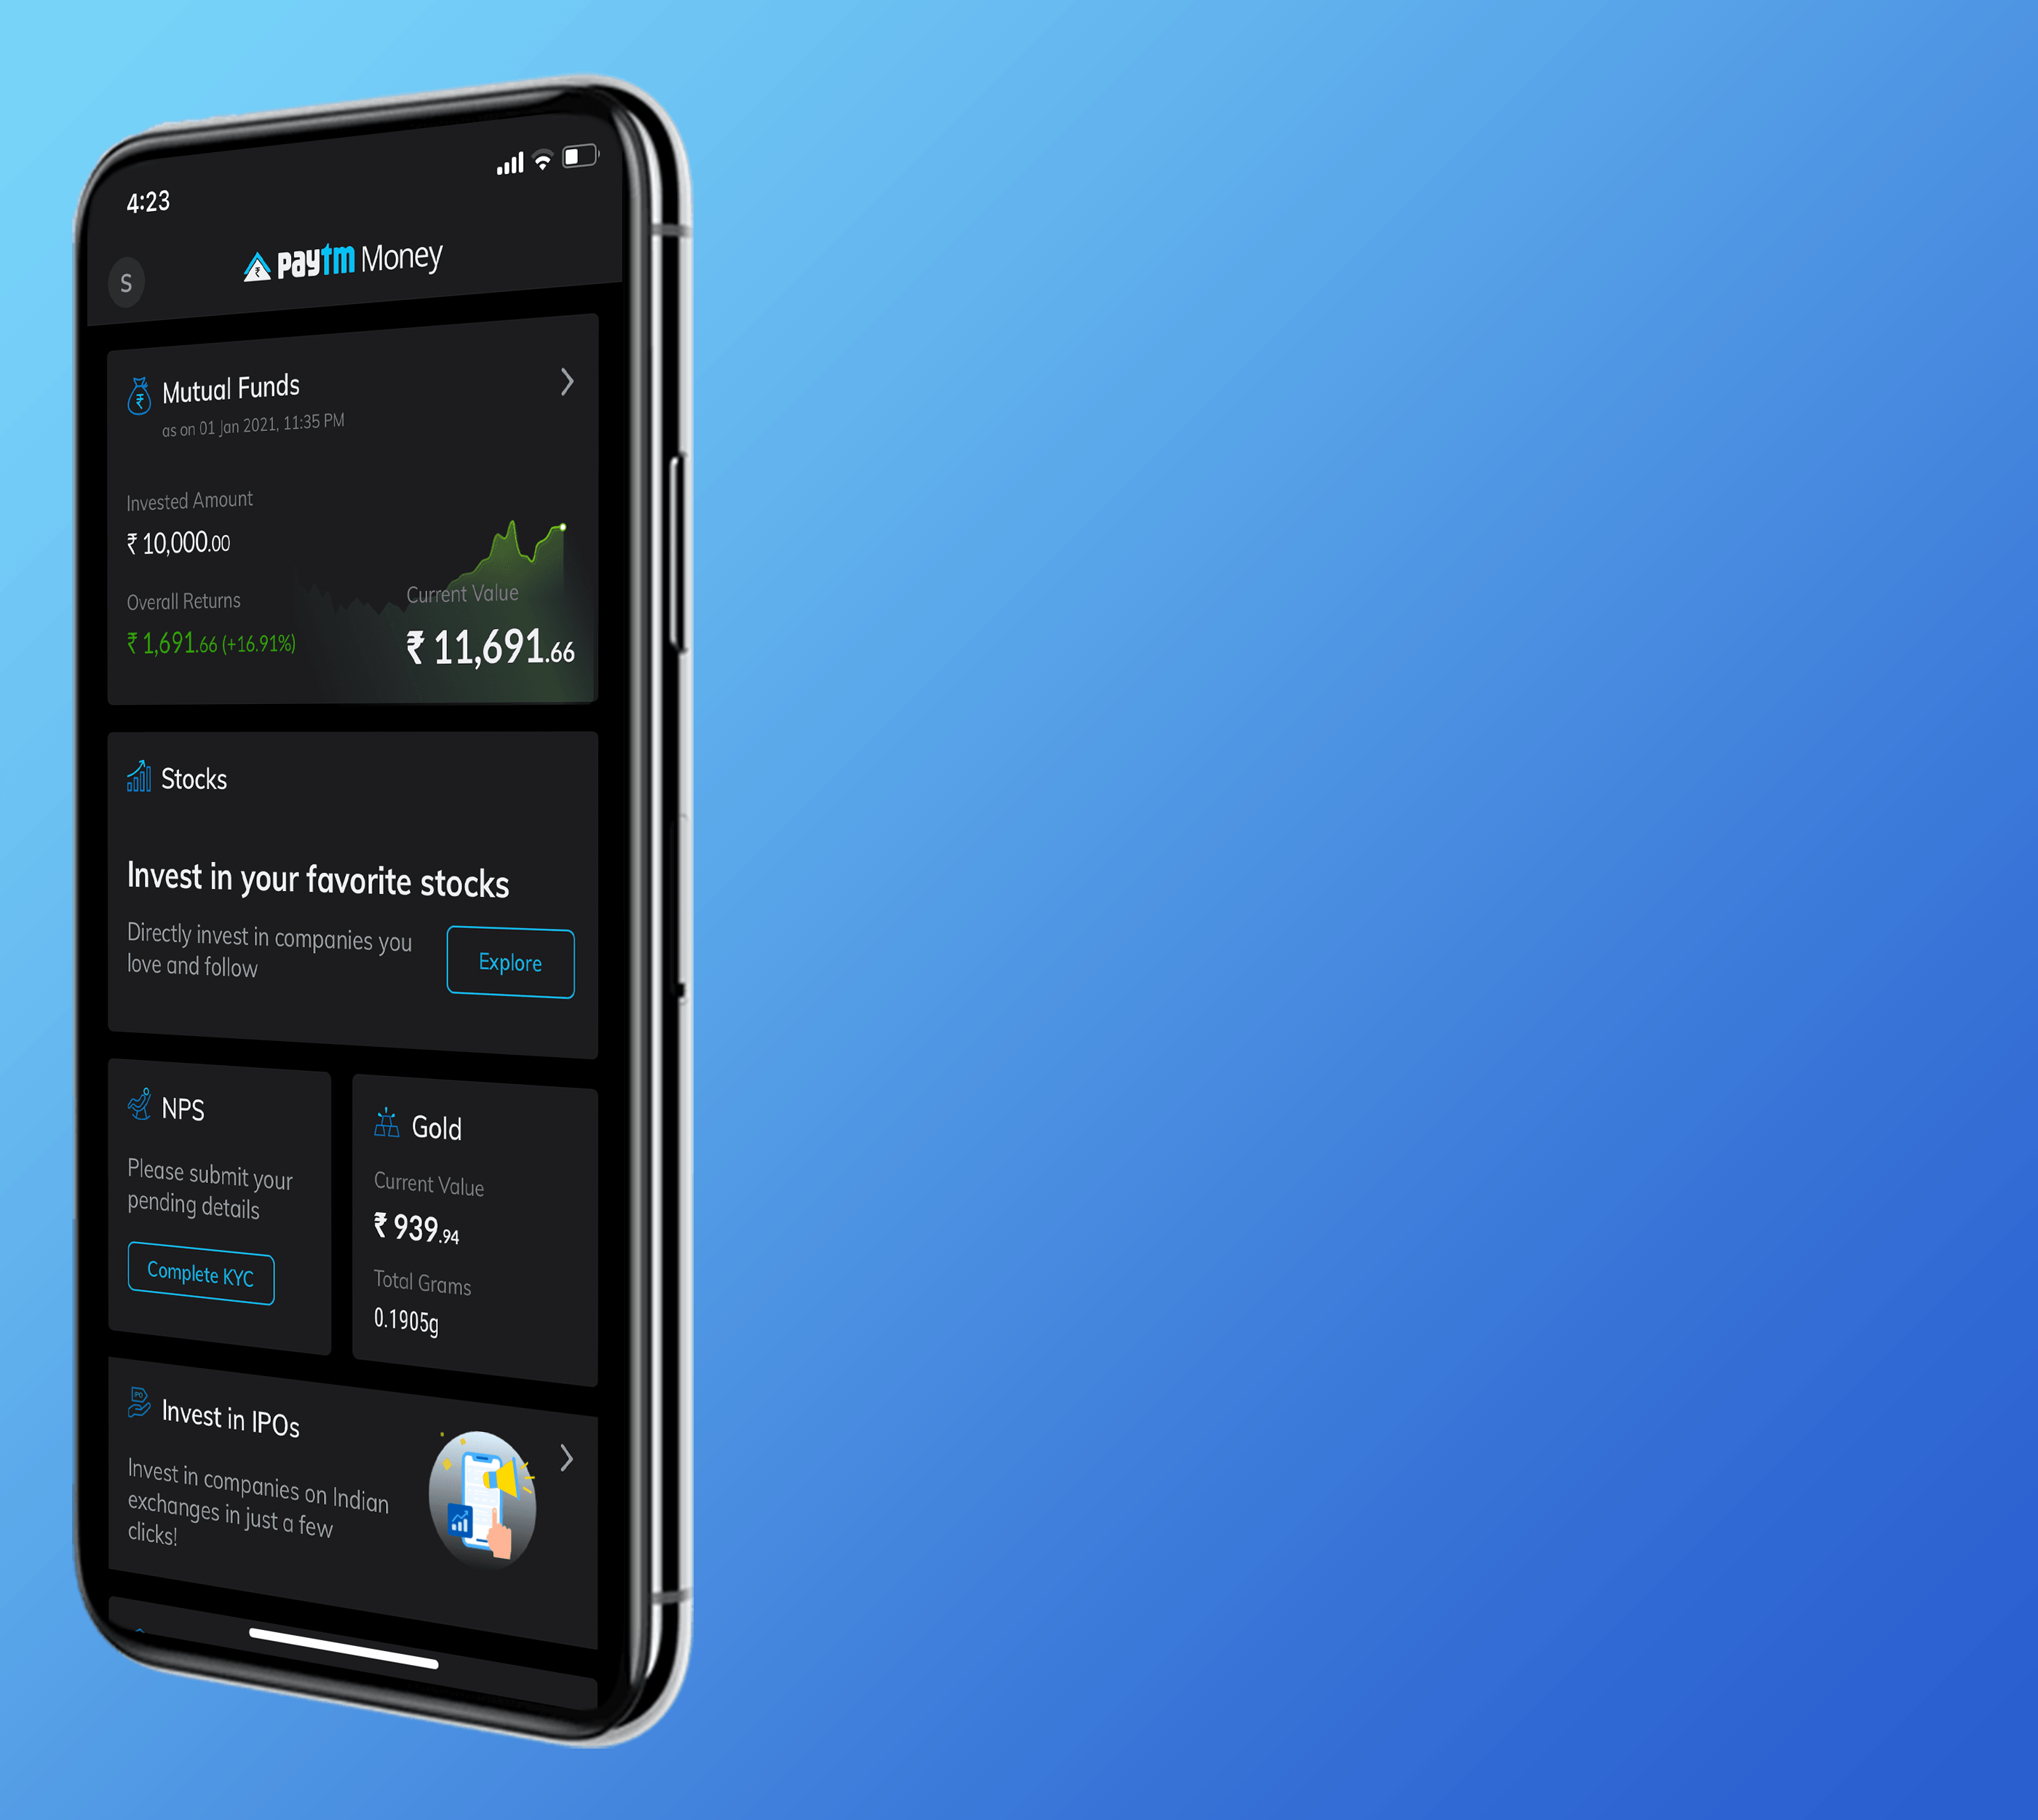 4:23
S
paytm Money
Mutual Funds
as on 01 Jan 2021, 11:35 PM
Invested Amount
₹ 10,000.00
Overall Returns
₹ 1,691.66 (+16.91%)
Current Value
₹ 11,691.66
Stocks
Invest in your favorite stocks
Directly invest in companies you
love and follow
Explore
NPS
Please submit your
pending details
Complete KYC
Gold
Current Value
₹ 939.94
Total Grams
0.1905g
IPO
Invest in IPOs
Invest in companies on Indian
exchanges in just a few
clicks!